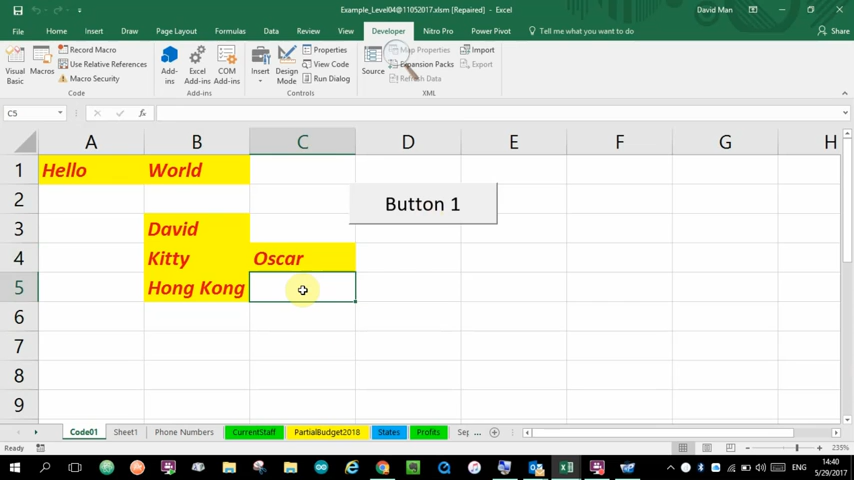 Example_Level04@11052017.xlsm [Repaired] - Excel
David Man
File Home Insert Draw Page Layout Formulas Data Review View Developer Nitro Pro Power Pivot Tell me what you want to do... Share
Record Macro Properties Map Properties Import
Use Relative References View Code Expansion Packs Export
Macro Security Run Dialog Refresh Data
Visual Basic Macros Add-ins Excel Add-ins COM Add-ins Insert Design Mode Source
Code Add-ins Controls XML
C5 fx
A B C D E F G H
1 Hello World
2 Button 1
3 David
4 Kitty Oscar
5 Hong Kong
6
7
8
9
Code01 Sheet1 Phone Numbers CurrentStaff PartialBudget2018 States Profits Sep ...
Ready 235%
ENG 14:40
5/29/2017